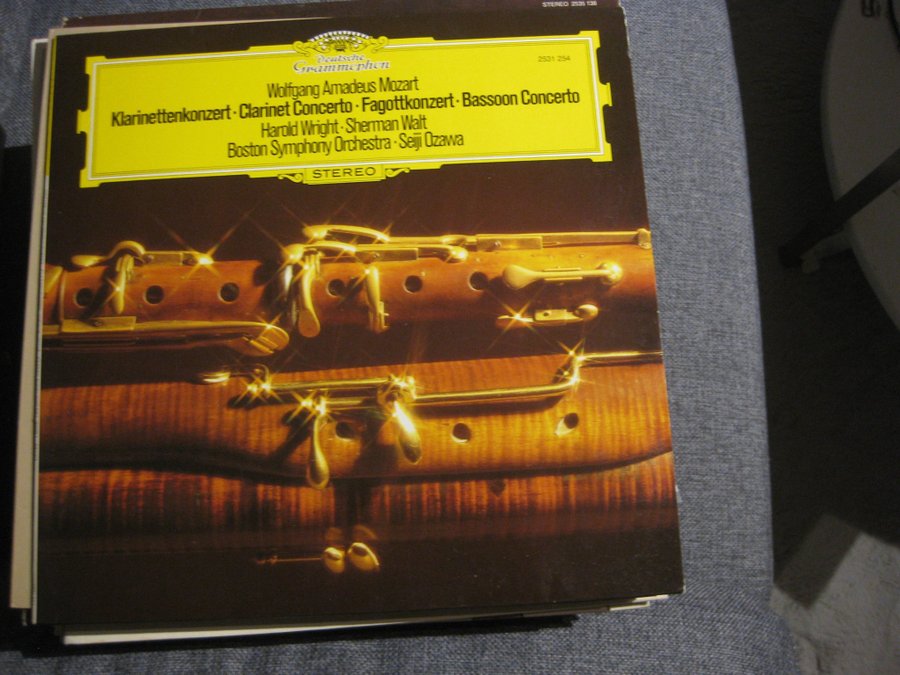 STEREO 2535 138
Deutsche
Grammophon
2531 254
Wolfgang Amadeus Mozart
Klarinettenkonzert · Clarinet Concerto · Fagottkonzert · Bassoon Concerto
Harold Wright · Sherman Walt
Boston Symphony Orchestra · Seiji Ozawa
STEREO